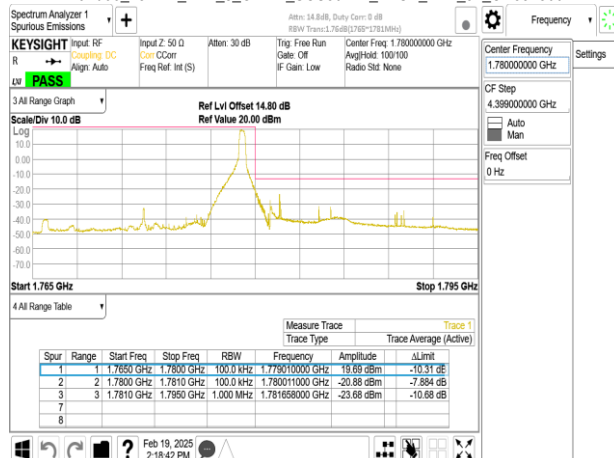 Spectrum Analyzer 1
Spurious Emissions
+
Attn: 14.8dB, Duty Corr: 0 dB
RBW Trans:1.76dB(1765~1781MHz)
Frequency
Settings
KEYSIGHT
R
LXI
PASS
Input: RF
Coupling: DC
Align: Auto
Input Z: 50 Ω
Corr CCorr
Freq Ref: Int (S)
Atten: 30 dB
Trig: Free Run
Gate: Off
IF Gain: Low
Center Freq: 1.780000000 GHz
Avg|Hold: 100/100
Radio Std: None
Center Frequency
1.780000000 GHz
CF Step
4.399000000 GHz
Auto
Man
Freq Offset
0 Hz
3 All Range Graph
Scale/Div 10.0 dB
Ref Lvl Offset 14.80 dB
Ref Value 20.00 dBm
Log
10.0
0.00
-10.0
-20.0
-30.0
-40.0
-50.0
-60.0
-70.0
Start 1.765 GHz
Stop 1.795 GHz
4 All Range Table
Measure Trace Trace 1
Trace Type Trace Average (Active)
Spur Range Start Freq Stop Freq RBW Frequency Amplitude ΔLimit
1 1 1.7650 GHz 1.7800 GHz 100.0 kHz 1.779010000 GHz 19.69 dBm -10.31 dB
2 2 1.7800 GHz 1.7810 GHz 100.0 kHz 1.780011000 GHz -20.88 dBm -7.884 dB
3 3 1.7810 GHz 1.7950 GHz 1.000 MHz 1.781658000 GHz -23.68 dBm -10.68 dB
7
8
?
Feb 19, 2025
2:18:42 PM